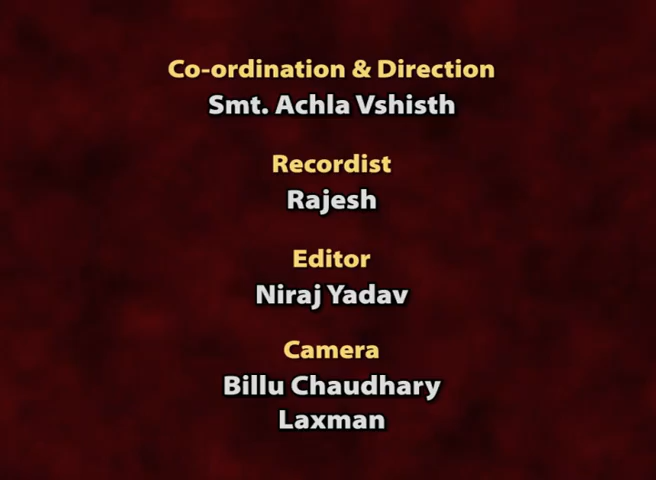 Co-ordination & Direction
Smt. Achla Vshisth
Recordist
Rajesh
Editor
Niraj Yadav
Camera
Billu Chaudhary
Laxman